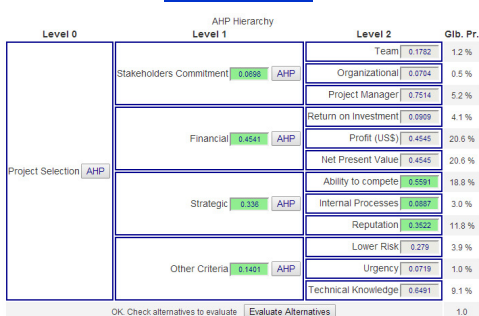 AHP Hierarchy
Level 0 Level 1 Level 2 Glb. Pr.
Team 0.1782 1.2 %
Stakeholders Commitment 0.0698 AHP Organizational 0.0704 0.5 %
Project Manager 0.7514 5.2 %
Return on Investment 0.0909 4.1 %
Financial 0.4541 AHP Profit (US$) 0.4545 20.6 %
Net Present Value 0.4545 20.6 %
Project Selection AHP
Ability to compete 0.5591 18.8 %
Strategic 0.336 AHP Internal Processes 0.0887 3.0 %
Reputation 0.3522 11.8 %
Lower Risk 0.279 3.9 %
Other Criteria 0.1401 AHP Urgency 0.0719 1.0 %
Technical Knowledge 0.6491 9.1 %
OK. Check alternatives to evaluate Evaluate Alternatives 1.0